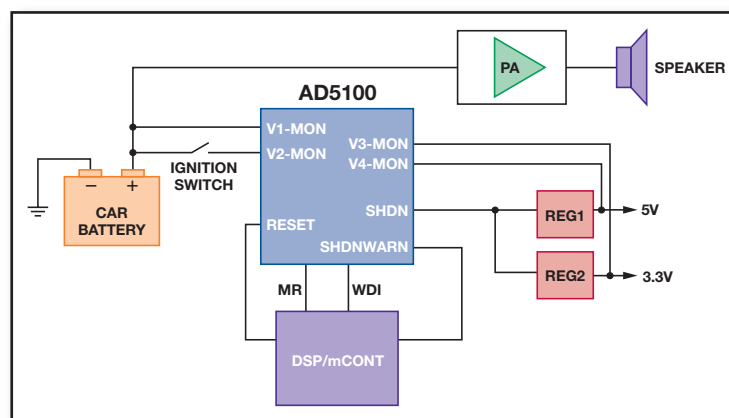 PA
SPEAKER
AD5100
V1-MON
V2-MON
V3-MON
V4-MON
IGNITION
SWITCH
–
+
CAR
BATTERY
SHDN
RESET
SHDNWARN
REG1
5V
REG2
3.3V
MR
WDI
DSP/mCONT